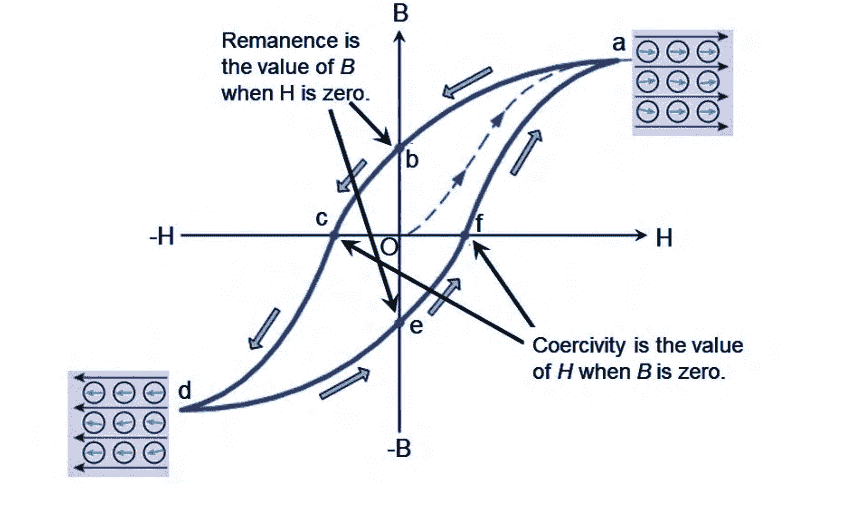 B
Remanence is
the value of B
when H is zero.
a
b
c
f
-H
O
H
e
Coercivity is the value
of H when B is zero.
d
-B